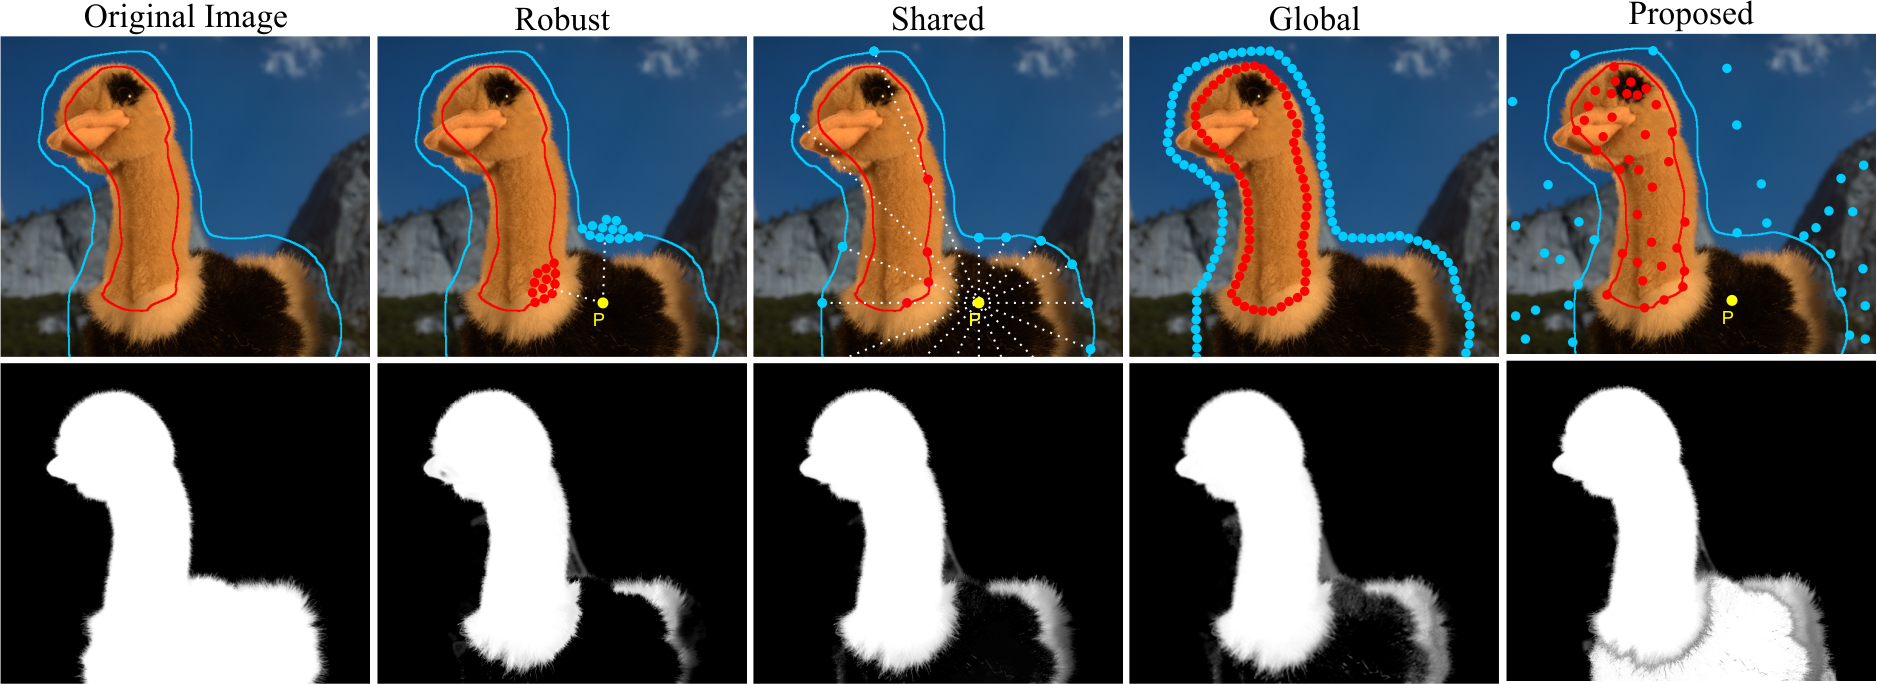 Original Image
Robust
Shared
Global
Proposed
P
P
P